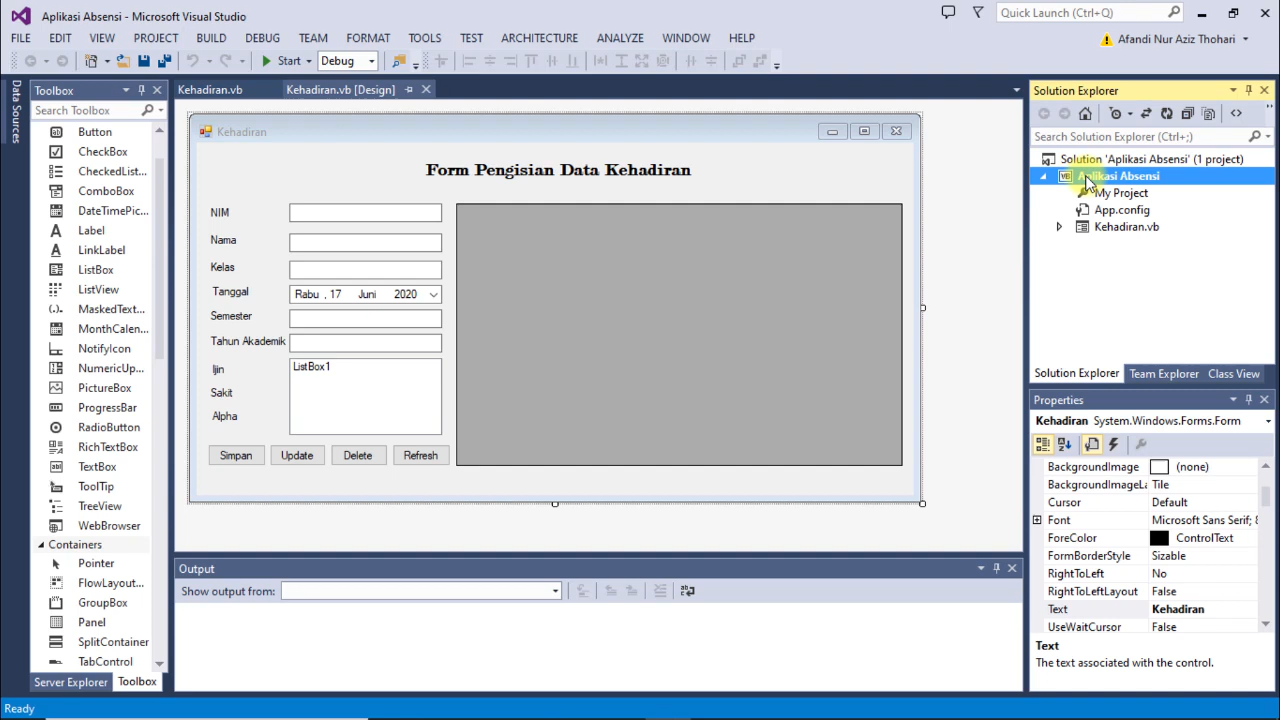 Aplikasi Absensi - Microsoft Visual Studio
Quick Launch (Ctrl+Q)
FILE EDIT VIEW PROJECT BUILD DEBUG TEAM FORMAT TOOLS TEST ARCHITECTURE ANALYZE WINDOW HELP
Afandi Nur Aziz Thohari
Start Debug
Data Sources
Toolbox
Search Toolbox
Button
CheckBox
CheckedList...
ComboBox
DateTimePic...
Label
LinkLabel
ListBox
ListView
MaskedText...
MonthCalen...
NotifyIcon
NumericUp...
PictureBox
ProgressBar
RadioButton
RichTextBox
TextBox
ToolTip
TreeView
WebBrowser
Containers
Pointer
FlowLayout...
GroupBox
Panel
SplitContainer
TabControl
Server Explorer Toolbox
Kehadiran.vb Kehadiran.vb [Design]
Kehadiran
Form Pengisian Data Kehadiran
NIM
Nama
Kelas
Tanggal Rabu , 17 Juni 2020
Semester
Tahun Akademik
Ijin ListBox1
Sakit
Alpha
Simpan Update Delete Refresh
Output
Show output from:
Solution Explorer
Search Solution Explorer (Ctrl+;)
Solution 'Aplikasi Absensi' (1 project)
VB Aplikasi Absensi
My Project
App.config
Kehadiran.vb
Solution Explorer Team Explorer Class View
Properties
Kehadiran System.Windows.Forms.Form
BackgroundImage (none)
BackgroundImageLa Tile
Cursor Default
Font Microsoft Sans Serif; 8
ForeColor ControlText
FormBorderStyle Sizable
RightToLeft No
RightToLeftLayout False
Text Kehadiran
UseWaitCursor False
Text
The text associated with the control.
Ready